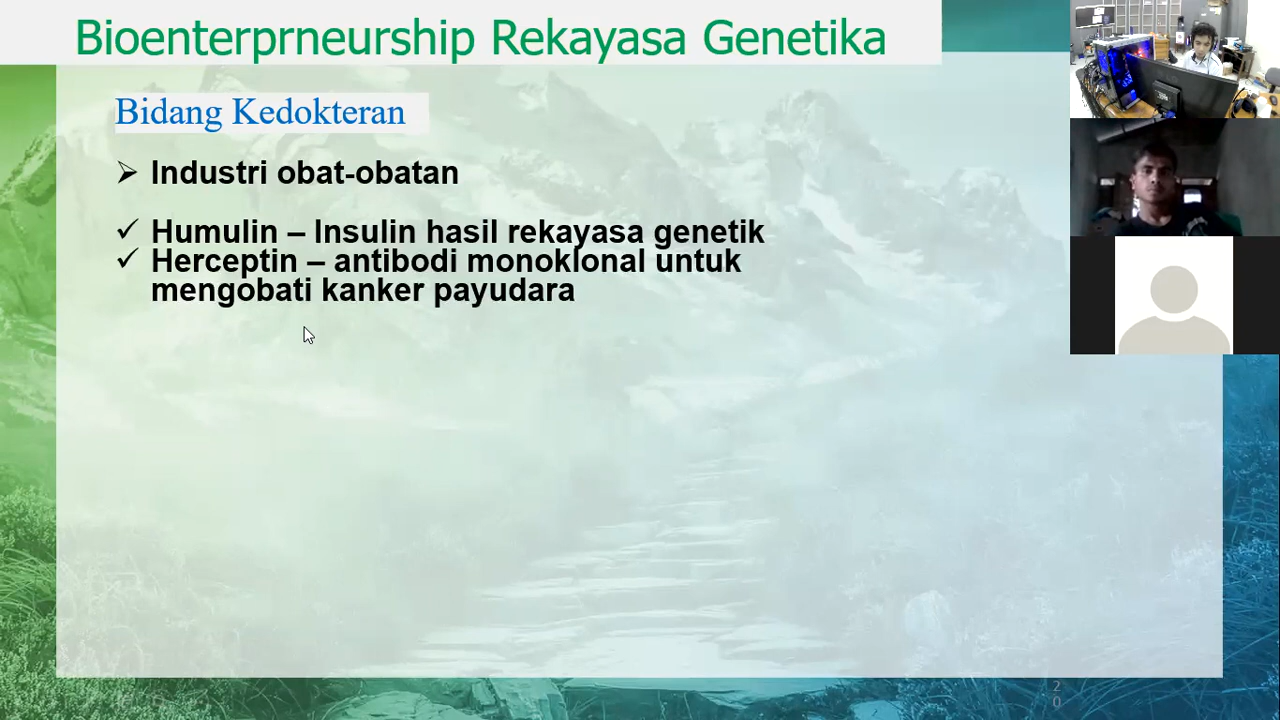 Bioenterprneurship Rekayasa Genetika
Bidang Kedokteran
➢ Industri obat-obatan
✓ Humulin – Insulin hasil rekayasa genetik
✓ Herceptin – antibodi monoklonal untuk
mengobati kanker payudara
2
0